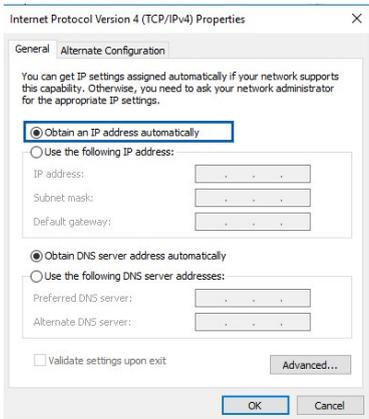 Internet Protocol Version 4 (TCP/IPv4) Properties
General
Alternate Configuration
You can get IP settings assigned automatically if your network supports
this capability. Otherwise, you need to ask your network administrator
for the appropriate IP settings.
Obtain an IP address automatically
Use the following IP address:
IP address:
Subnet mask:
Default gateway:
Obtain DNS server address automatically
Use the following DNS server addresses:
Preferred DNS server:
Alternate DNS server:
Validate settings upon exit
Advanced...
OK
Cancel